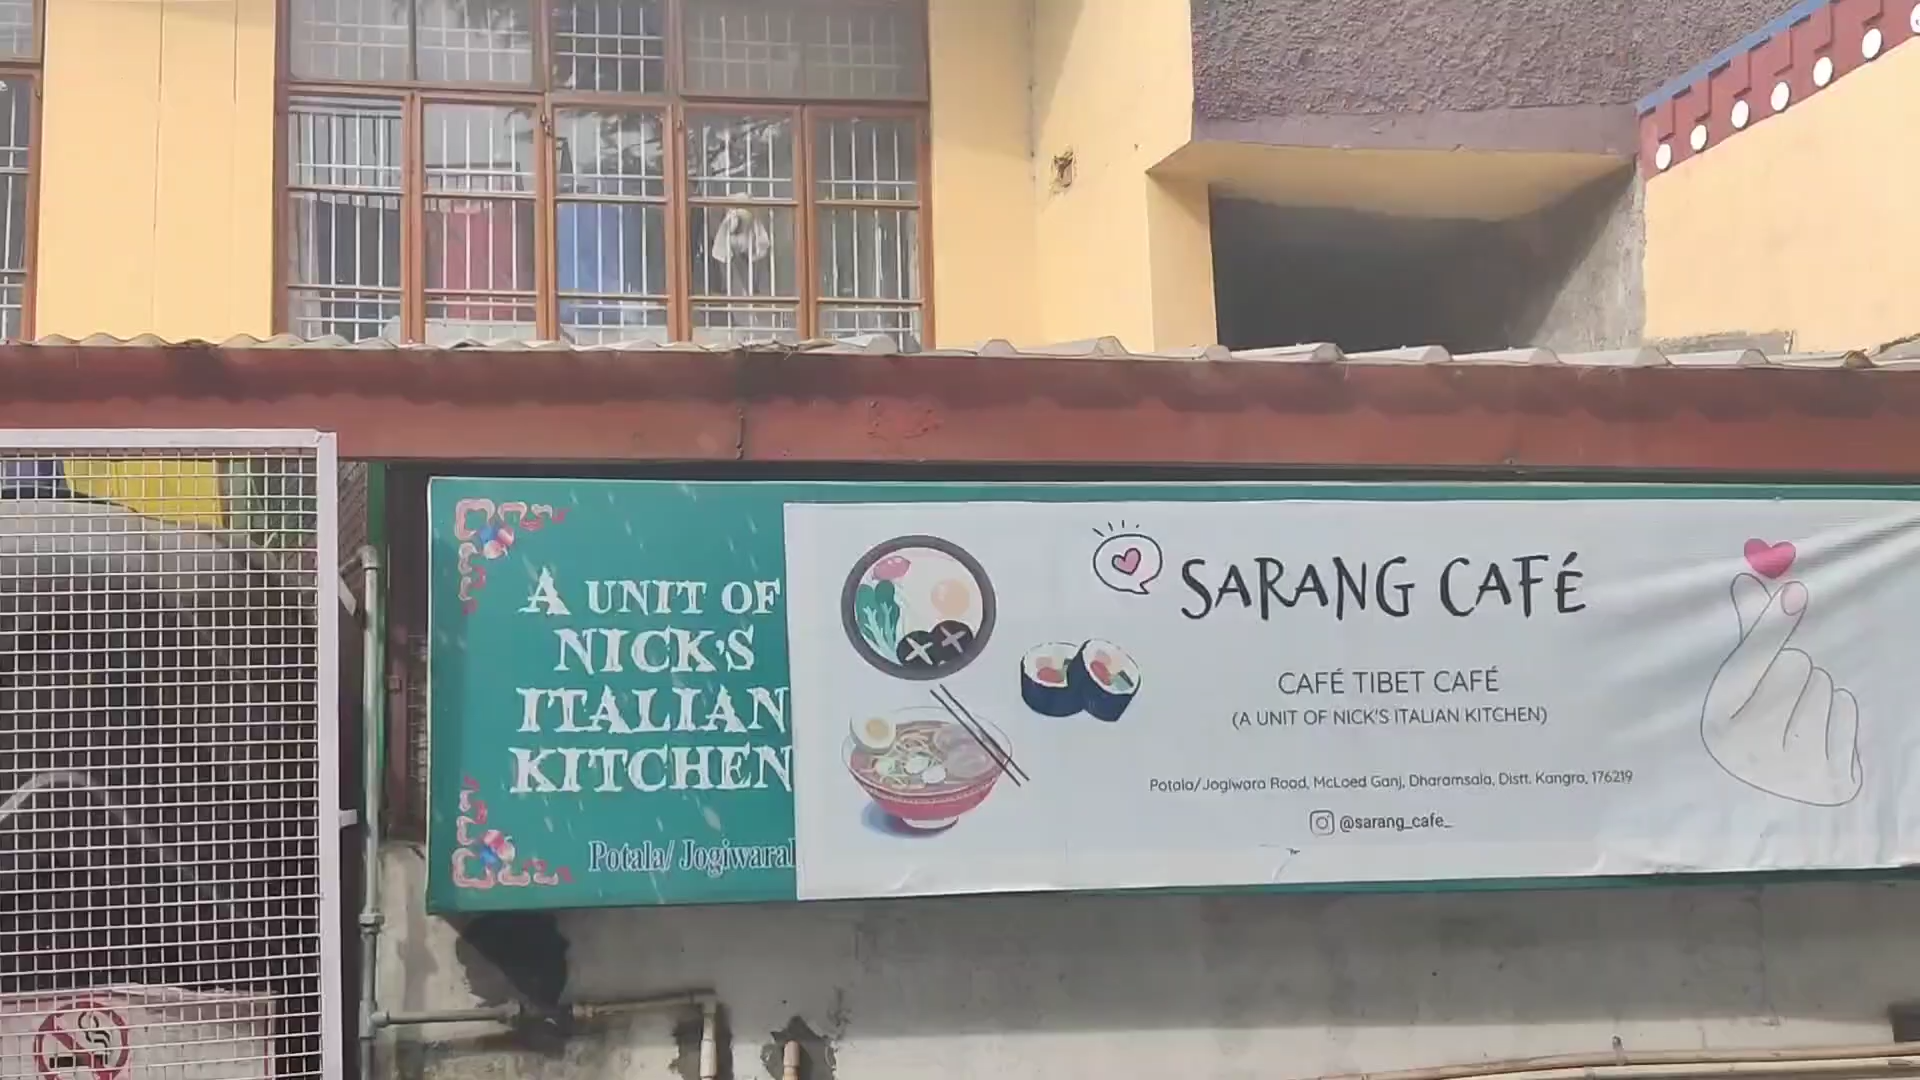 A UNIT OF
NICK'S
ITALIAN
KITCHEN
Potala/ Jogiwara
SARANG CAFÉ
CAFÉ TIBET CAFÉ
(A UNIT OF NICK'S ITALIAN KITCHEN)
Potala/Jogiwara Road, McLoed Ganj, Dharamsala, Distt. Kangra, 176219
@sarang_cafe_